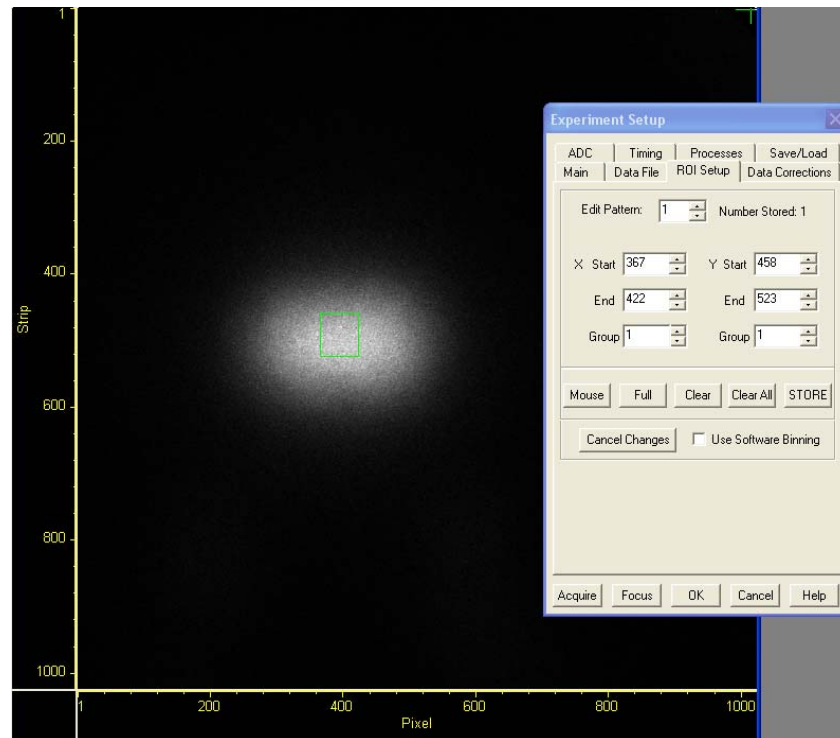 1
200
400
600
800
1000
Strip
1 200 400 600 800 1000
Pixel
Experiment Setup
ADC Timing Processes Save/Load
Main Data File ROI Setup Data Corrections
Edit Pattern: 1 Number Stored: 1
X Start 367 Y Start 458
End 422 End 523
Group 1 Group 1
Mouse Full Clear Clear All STORE
Cancel Changes Use Software Binning
Acquire Focus OK Cancel Help